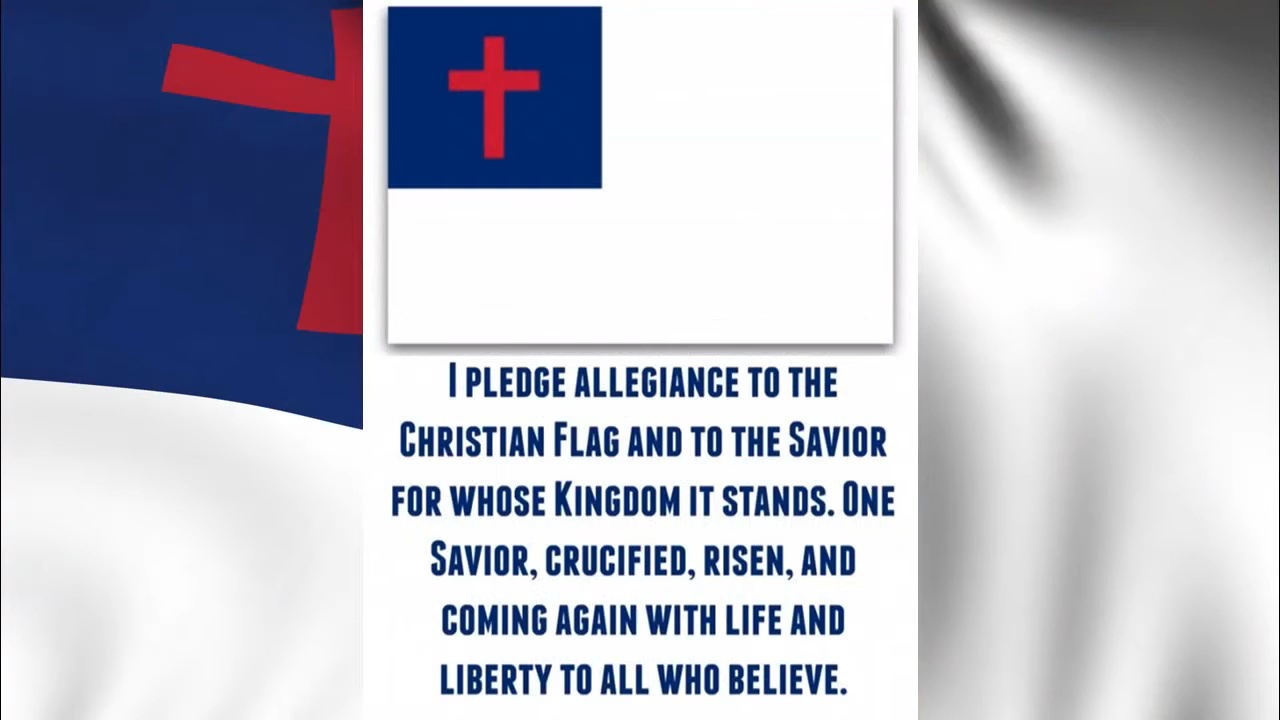 I pledge allegiance to the
Christian Flag and to the Savior
for whose Kingdom it stands. One
Savior, crucified, risen, and
coming again with life and
liberty to all who believe.